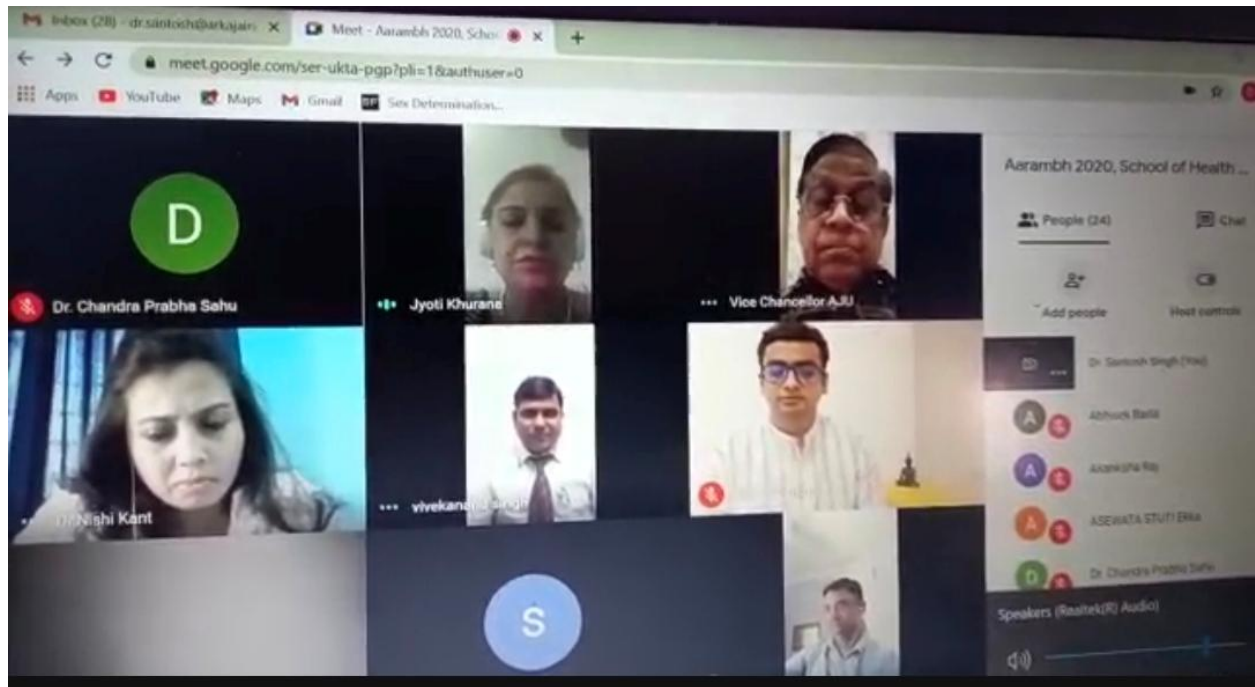 Inbox (28) - dr.santosh@arkajain
Meet - Aarambh 2020, Schoo
meet.google.com/ser-ukta-pgp?pli=1&authuser=0
Apps
YouTube
Maps
Gmail
Sex Determination...
D
Dr. Chandra Prabha Sahu
Jyoti Khurana
Vice Chancellor AJU
Dr Nishi Kant
vivekanand singh
S
Aarambh 2020, School of Health ...
People (24)
Chat
Add people
Host controls
Dr. Santosh Singh (You)
A
A
Akanksha Raj
A
ASEWATA STUTI
D
Dr. Chandra Prabha Sahu
Speakers (Realtek(R) Audio)